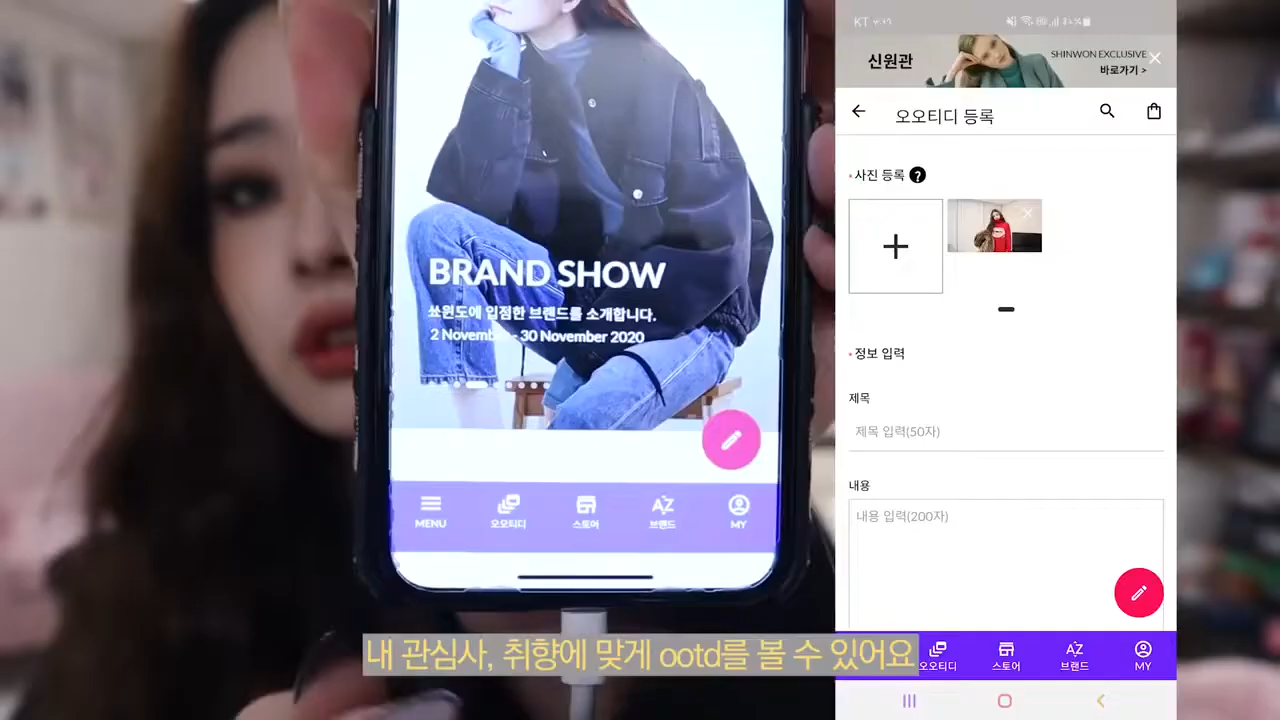 BRAND SHOW
쑈윈도에 입점한 브랜드를 소개합니다.
2 November - 30 November 2020
MENU
오오티디
스토어
브랜드
MY
KT
신원관
SHINWON EXCLUSIVE
바로가기 >
오오티디 등록
사진 등록
정보 입력
제목
제목 입력(50자)
내용
내용 입력(200자)
오오티디
스토어
브랜드
MY
내 관심사, 취향에 맞게 ootd를 볼 수 있어요